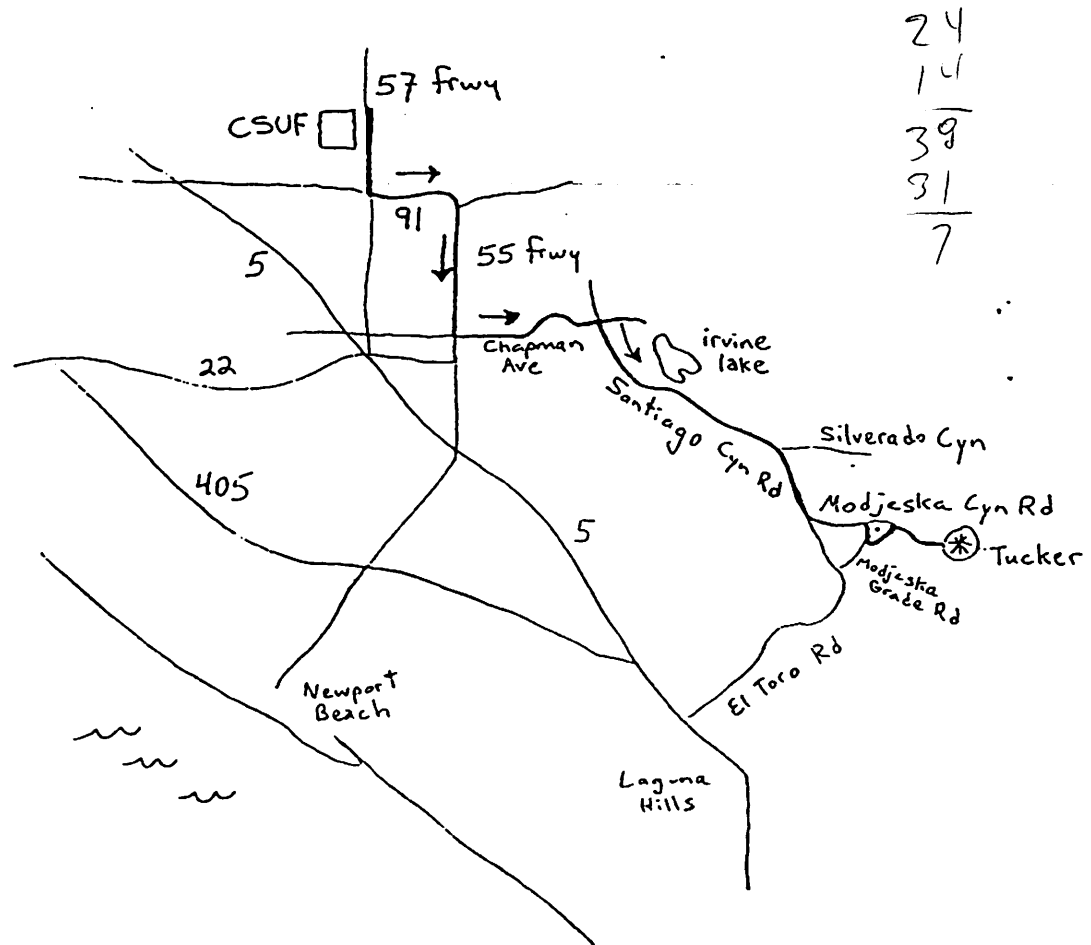 24
14
38
31
7
57 frwy
CSUF
91
5
55 frwy
Chapman
Ave
irvine
lake
22
Santiago Cyn Rd
Silverado Cyn
405
Modjeska Cyn Rd
5
Tucker
Modjeska
Grade Rd
El Toro Rd
Newport
Beach
Laguna
Hills